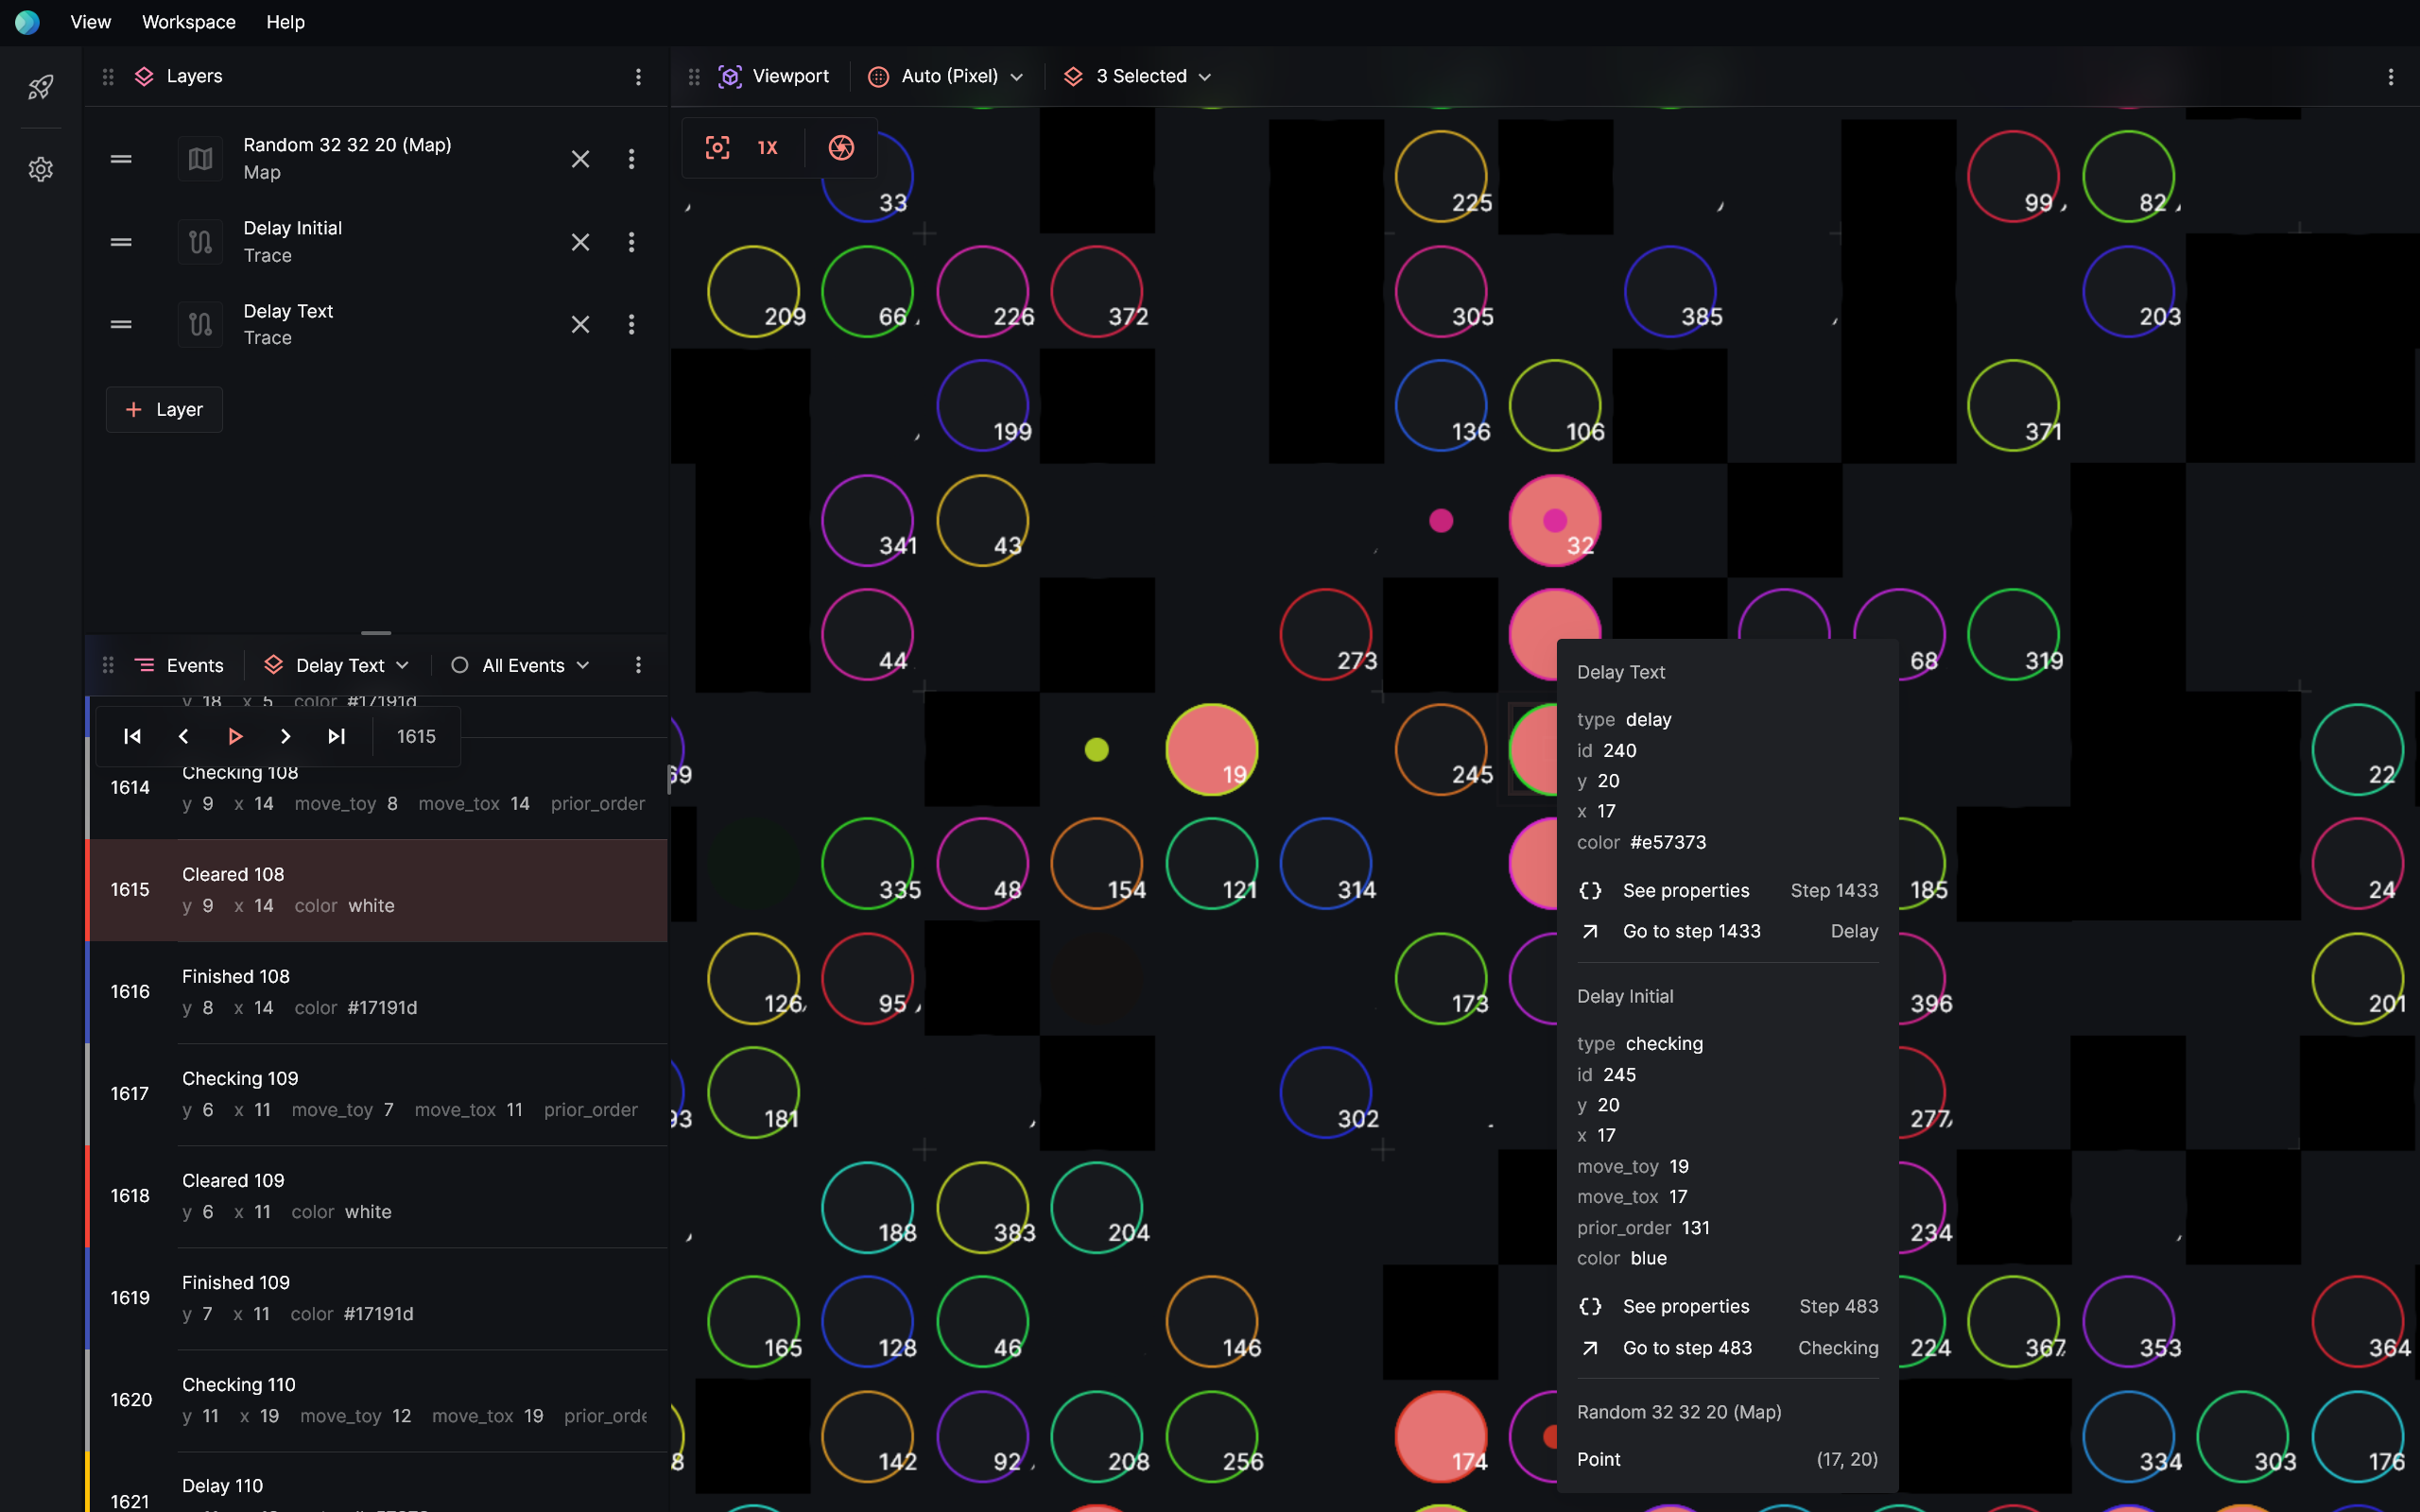 View Workspace Help
Layers
Random 32 32 20 (Map)
Map
Delay Initial
Trace
Delay Text
Trace
+ Layer
Events Delay Text All Events
y 18 x 5 color #17191d
1615
1614 Checking 108
y 9 x 14 move_toy 8 move_tox 14 prior_order
1615 Cleared 108
y 9 x 14 color white
1616 Finished 108
y 8 x 14 color #17191d
1617 Checking 109
y 6 x 11 move_toy 7 move_tox 11 prior_order
1618 Cleared 109
y 6 x 11 color white
1619 Finished 109
y 7 x 11 color #17191d
1620 Checking 110
y 11 x 19 move_toy 12 move_tox 19 prior_orde
1621 Delay 110
Viewport Auto (Pixel) 3 Selected
1X
33 225 99 82
209 66 226 372 305 385 203
199 136 106 371
341 43 32
44 273 68 319
69 19 245 22
335 48 154 121 314 185 24
126 95 173 396 201
93 181 302 277
188 383 204 234
165 128 46 146 224 367 353 364
8 142 92 208 256 174 334 303 176
Delay Text
type delay
id 240
y 20
x 17
color #e57373
{} See properties Step 1433
Go to step 1433 Delay
Delay Initial
type checking
id 245
y 20
x 17
move_toy 19
move_tox 17
prior_order 131
color blue
{} See properties Step 483
Go to step 483 Checking
Random 32 32 20 (Map)
Point (17, 20)